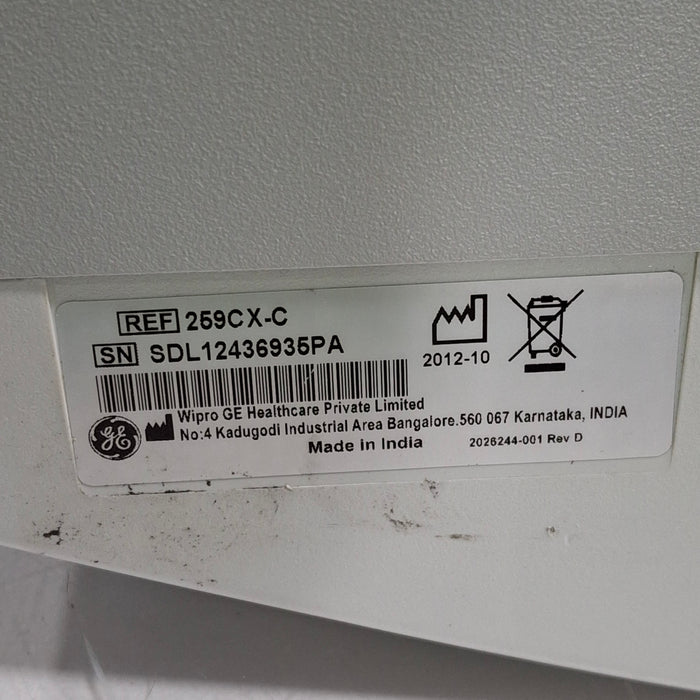 REF 259CX-C
SN SDL12436935PA
2012-10
GE
Wipro GE Healthcare Private Limited
No:4 Kadugodi Industrial Area Bangalore.560 067 Karnataka, INDIA
Made in India
2026244-001 Rev D